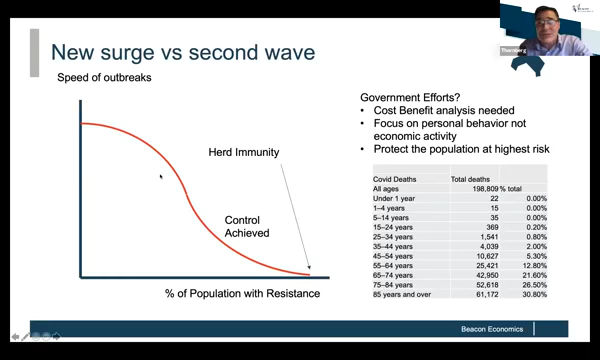 New surge vs second wave
Speed of outbreaks
Herd Immunity
Control
Achieved
% of Population with Resistance
Government Efforts?
• Cost Benefit analysis needed
• Focus on personal behavior not
economic activity
• Protect the population at highest risk
Covid Deaths Total deaths
All ages 198,809 % total
Under 1 year 22 0.00%
1–4 years 15 0.00%
5–14 years 35 0.00%
15–24 years 369 0.20%
25–34 years 1,541 0.80%
35–44 years 4,039 2.00%
45–54 years 10,627 5.30%
55–64 years 25,421 12.80%
65–74 years 42,950 21.60%
75–84 years 52,618 26.50%
85 years and over 61,172 30.80%
Beacon Economics
Thornberg